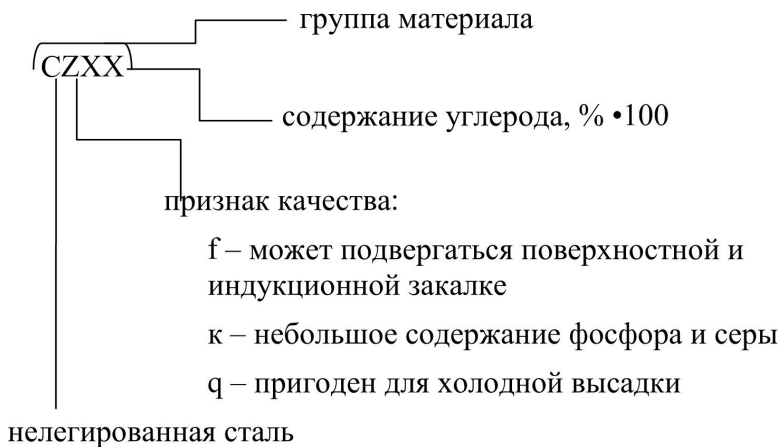 группа материала
CZXX
содержание углерода, % •100
признак качества:
f – может подвергаться поверхностной и
индукционной закалке
к – небольшое содержание фосфора и серы
q – пригоден для холодной высадки
нелегированная сталь